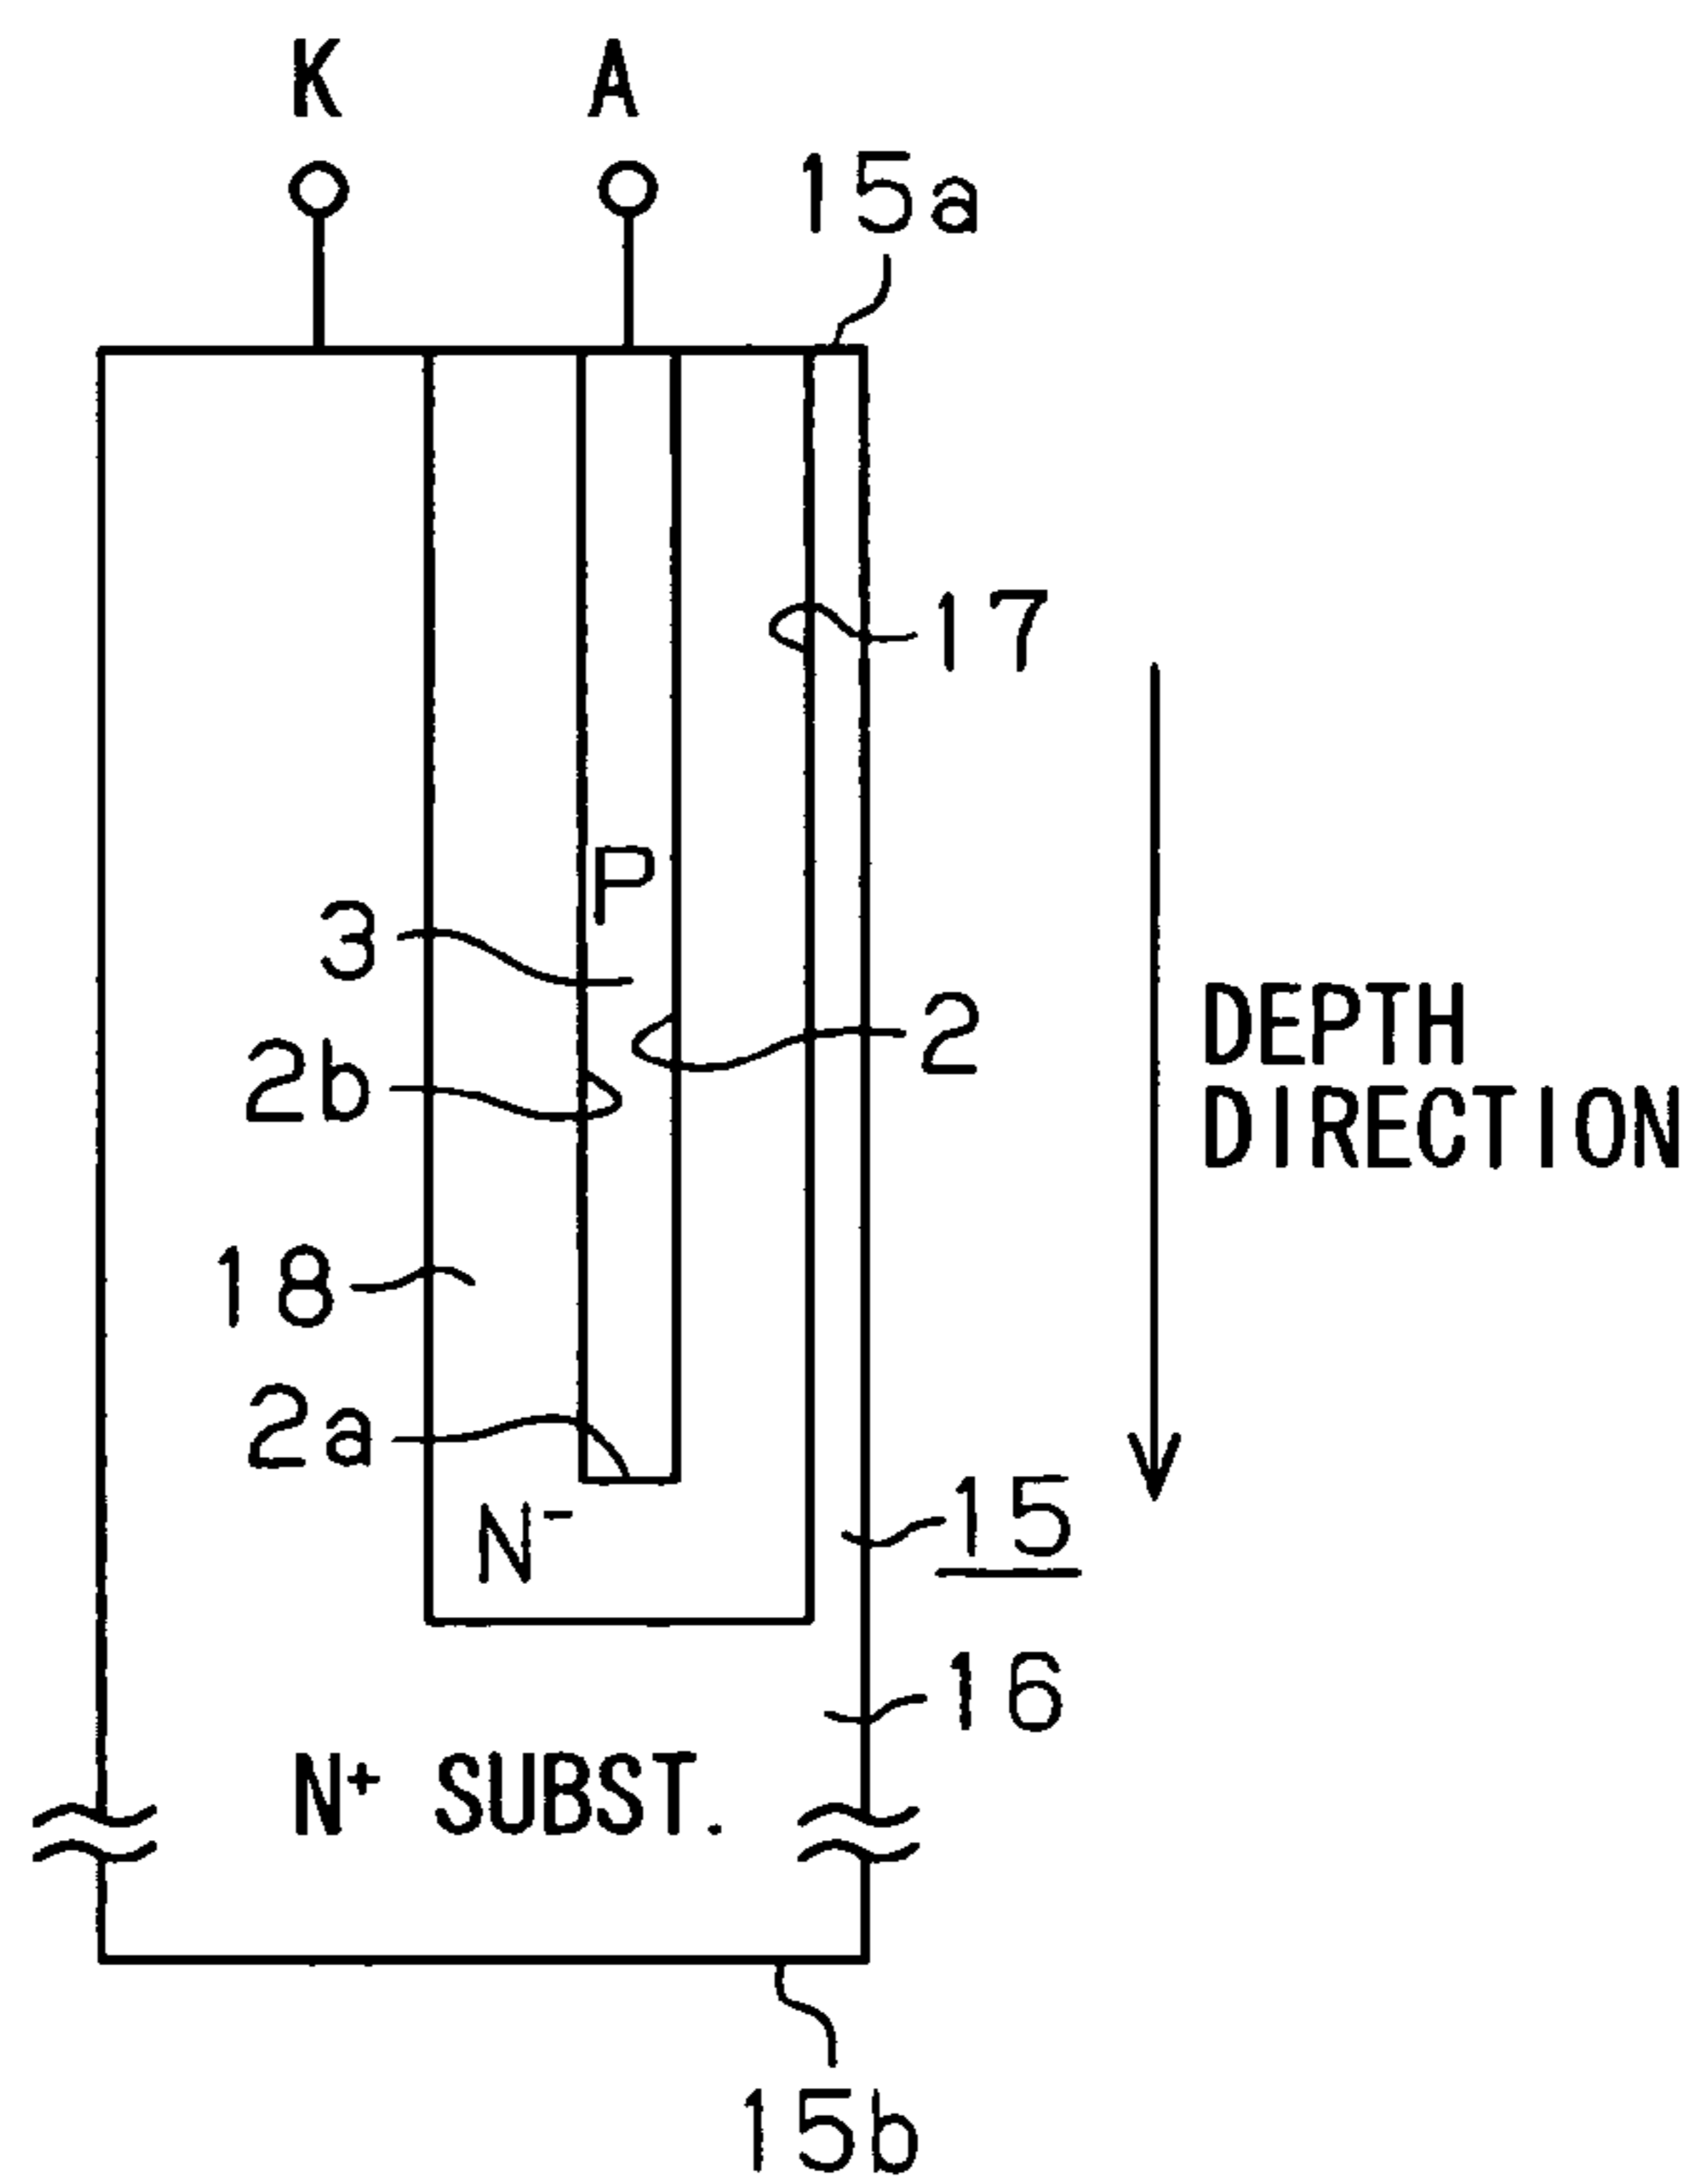 K A
15a
17
P
3
2
DEPTH
DIRECTION
2b
18
2a
N⁻
15
16
N⁺ SUBST.
15b